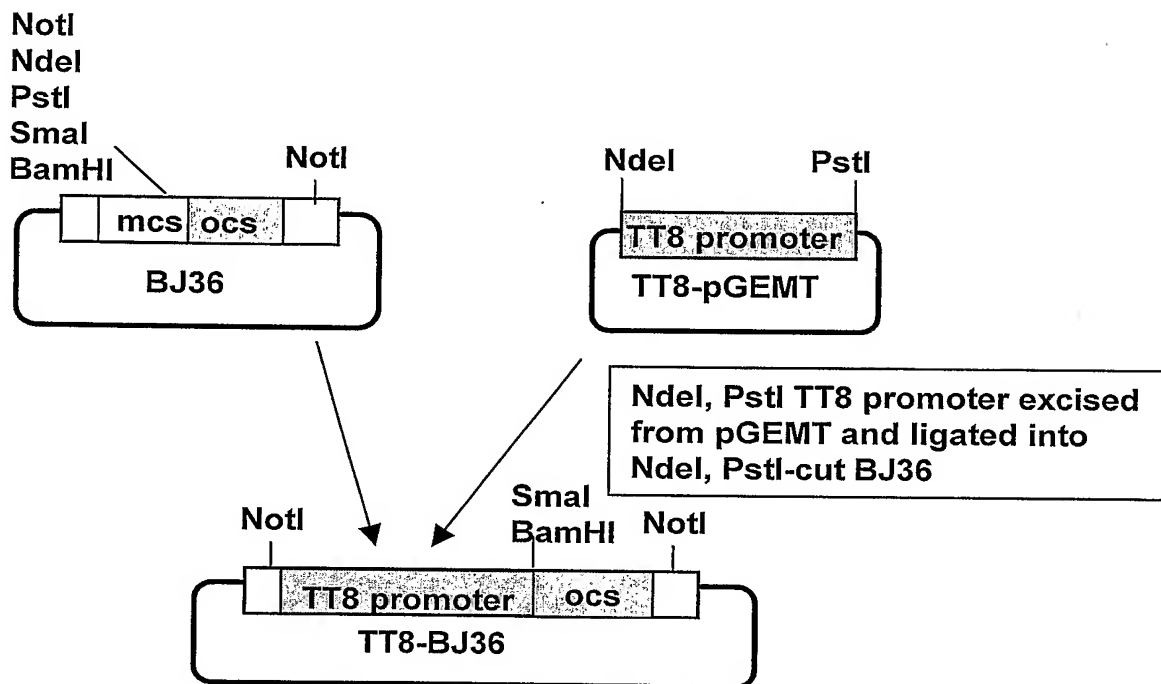 NotI
NdeI
PstI
SmaI
BamHI
NotI
mcs
ocs
BJ36
NdeI
PstI
TT8 promoter
TT8-pGEMT
NdeI, PstI TT8 promoter excised
from pGEMT and ligated into
NdeI, PstI-cut BJ36
NotI
SmaI
BamHI
NotI
TT8 promoter
ocs
TT8-BJ36